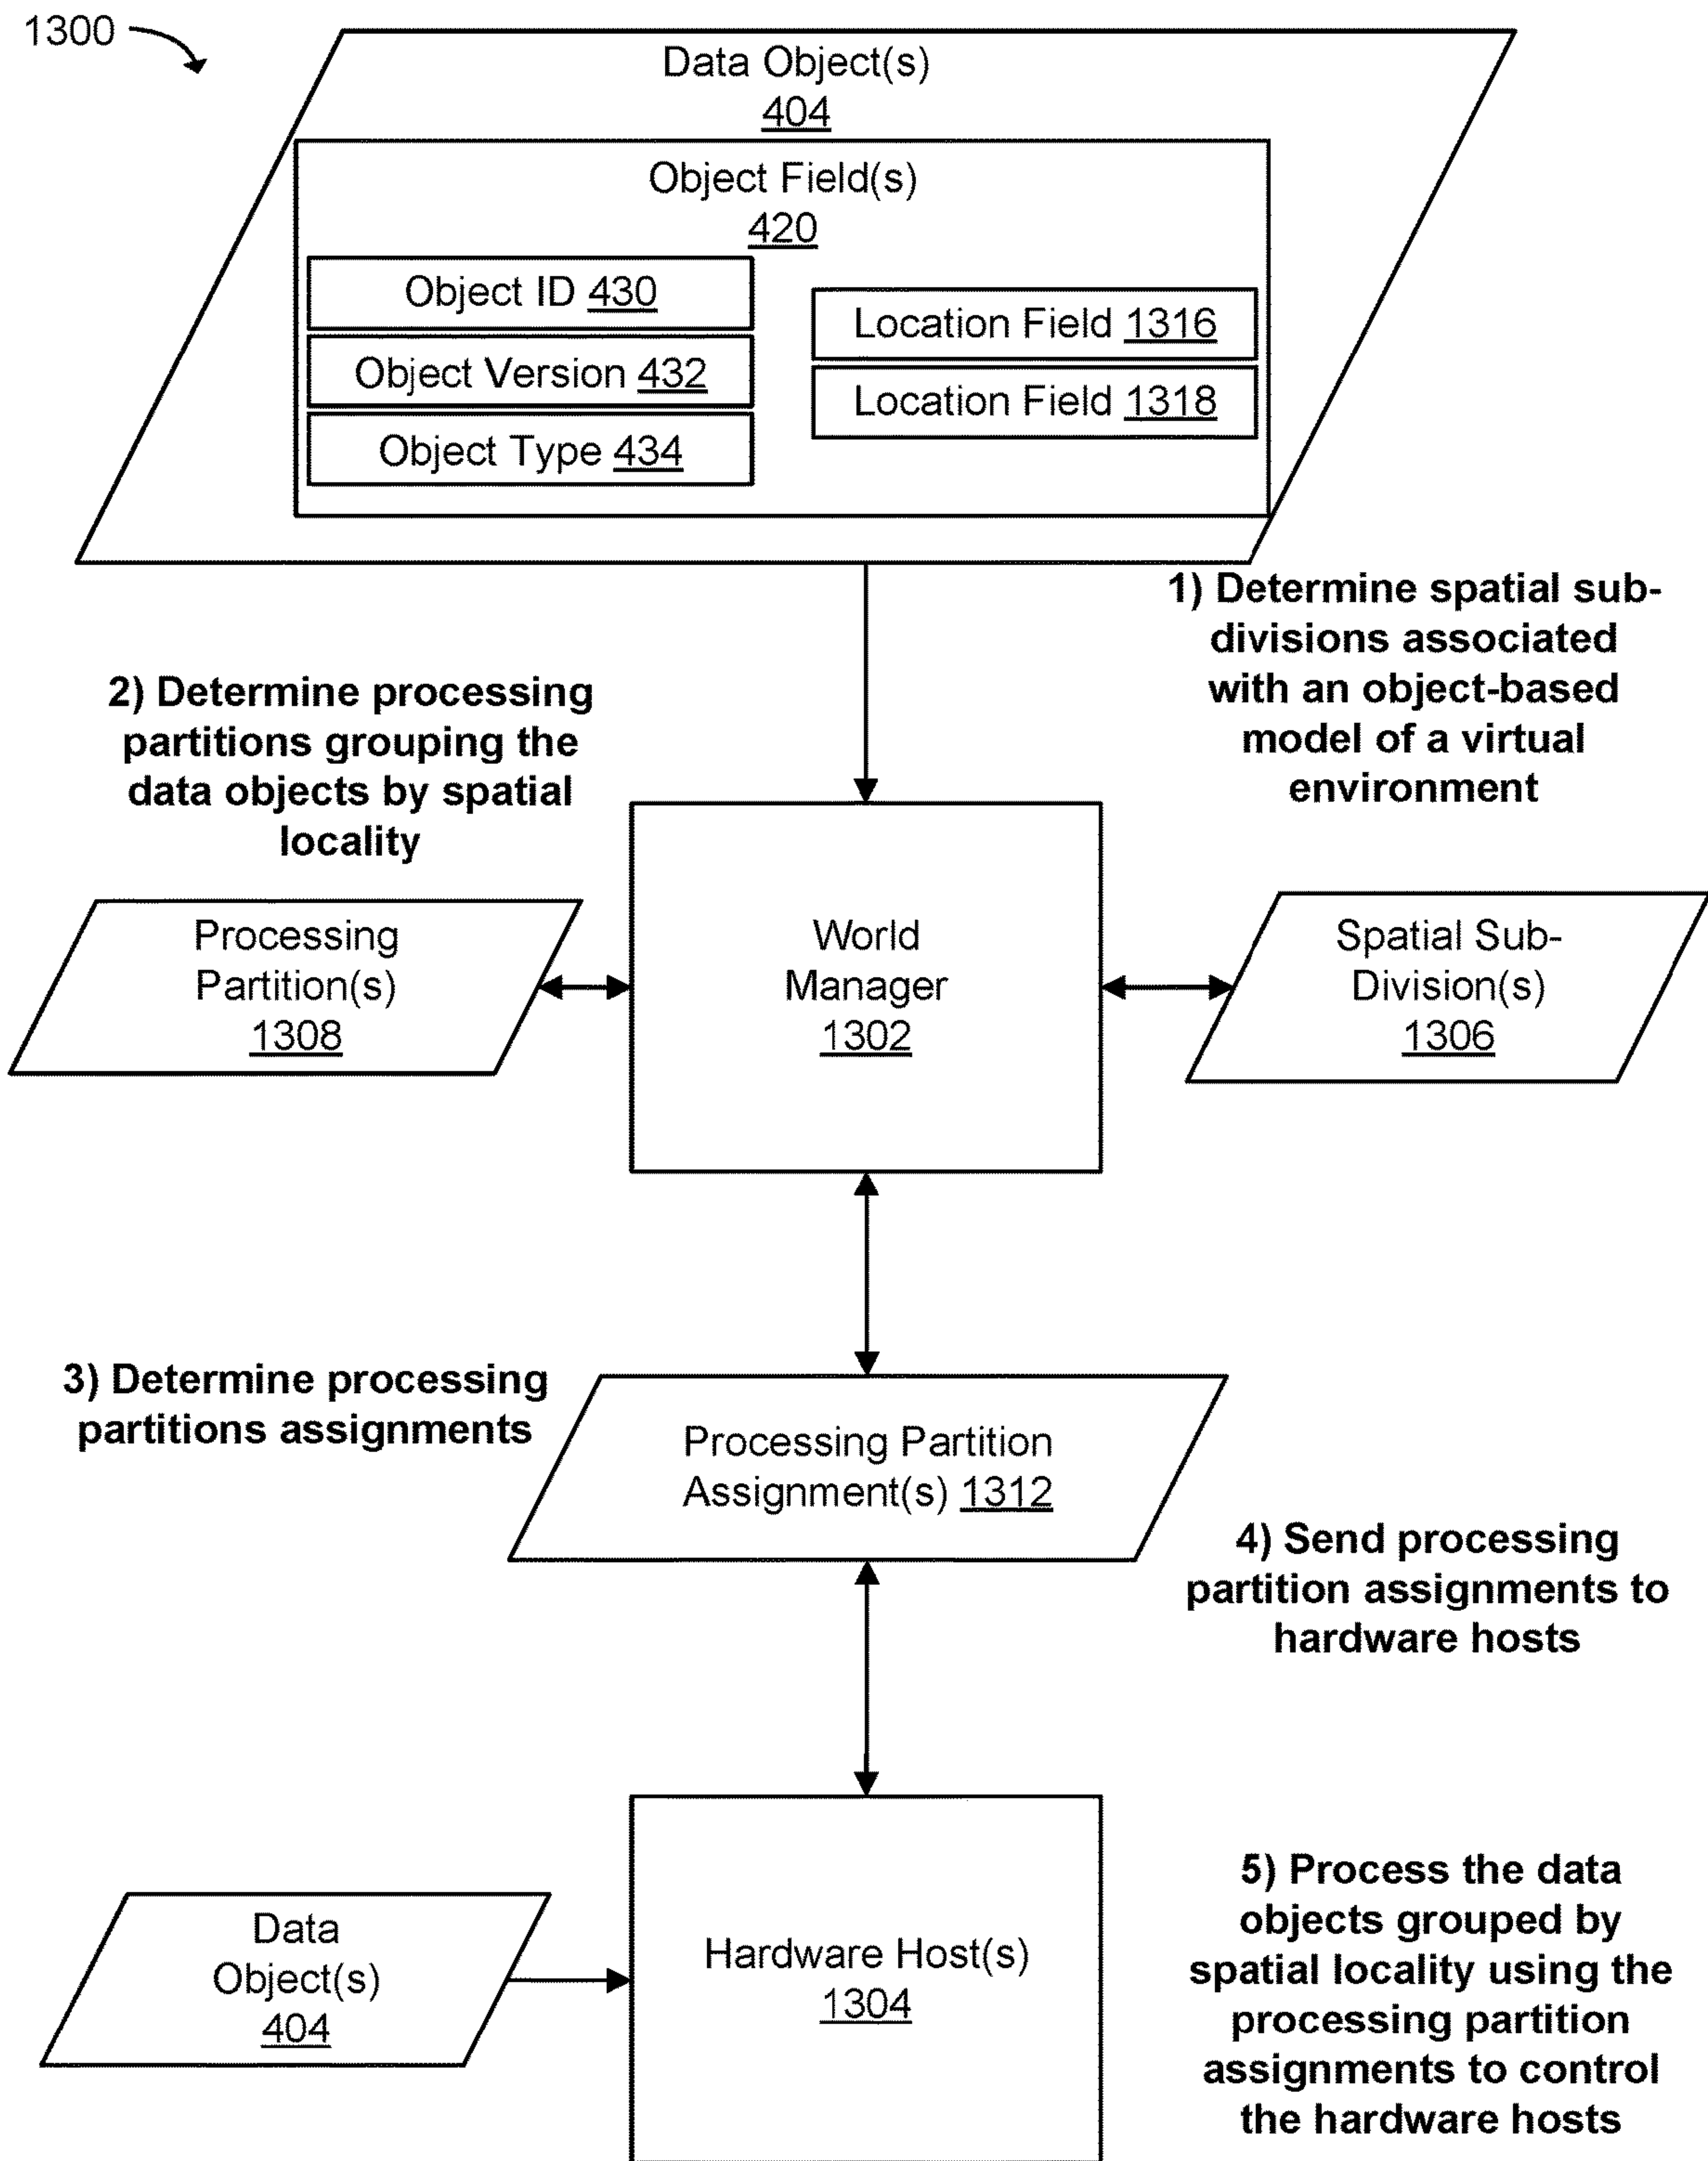 1300
Data Object(s)
404
Object Field(s)
420
Object ID 430
Object Version 432
Object Type 434
Location Field 1316
Location Field 1318
1) Determine spatial sub-
divisions associated
with an object-based
model of a virtual
environment
2) Determine processing
partitions grouping the
data objects by spatial
locality
Processing
Partition(s)
1308
World
Manager
1302
Spatial Sub-
Division(s)
1306
3) Determine processing
partitions assignments
Processing Partition
Assignment(s) 1312
4) Send processing
partition assignments to
hardware hosts
Data
Object(s)
404
Hardware Host(s)
1304
5) Process the data
objects grouped by
spatial locality using the
processing partition
assignments to control
the hardware hosts